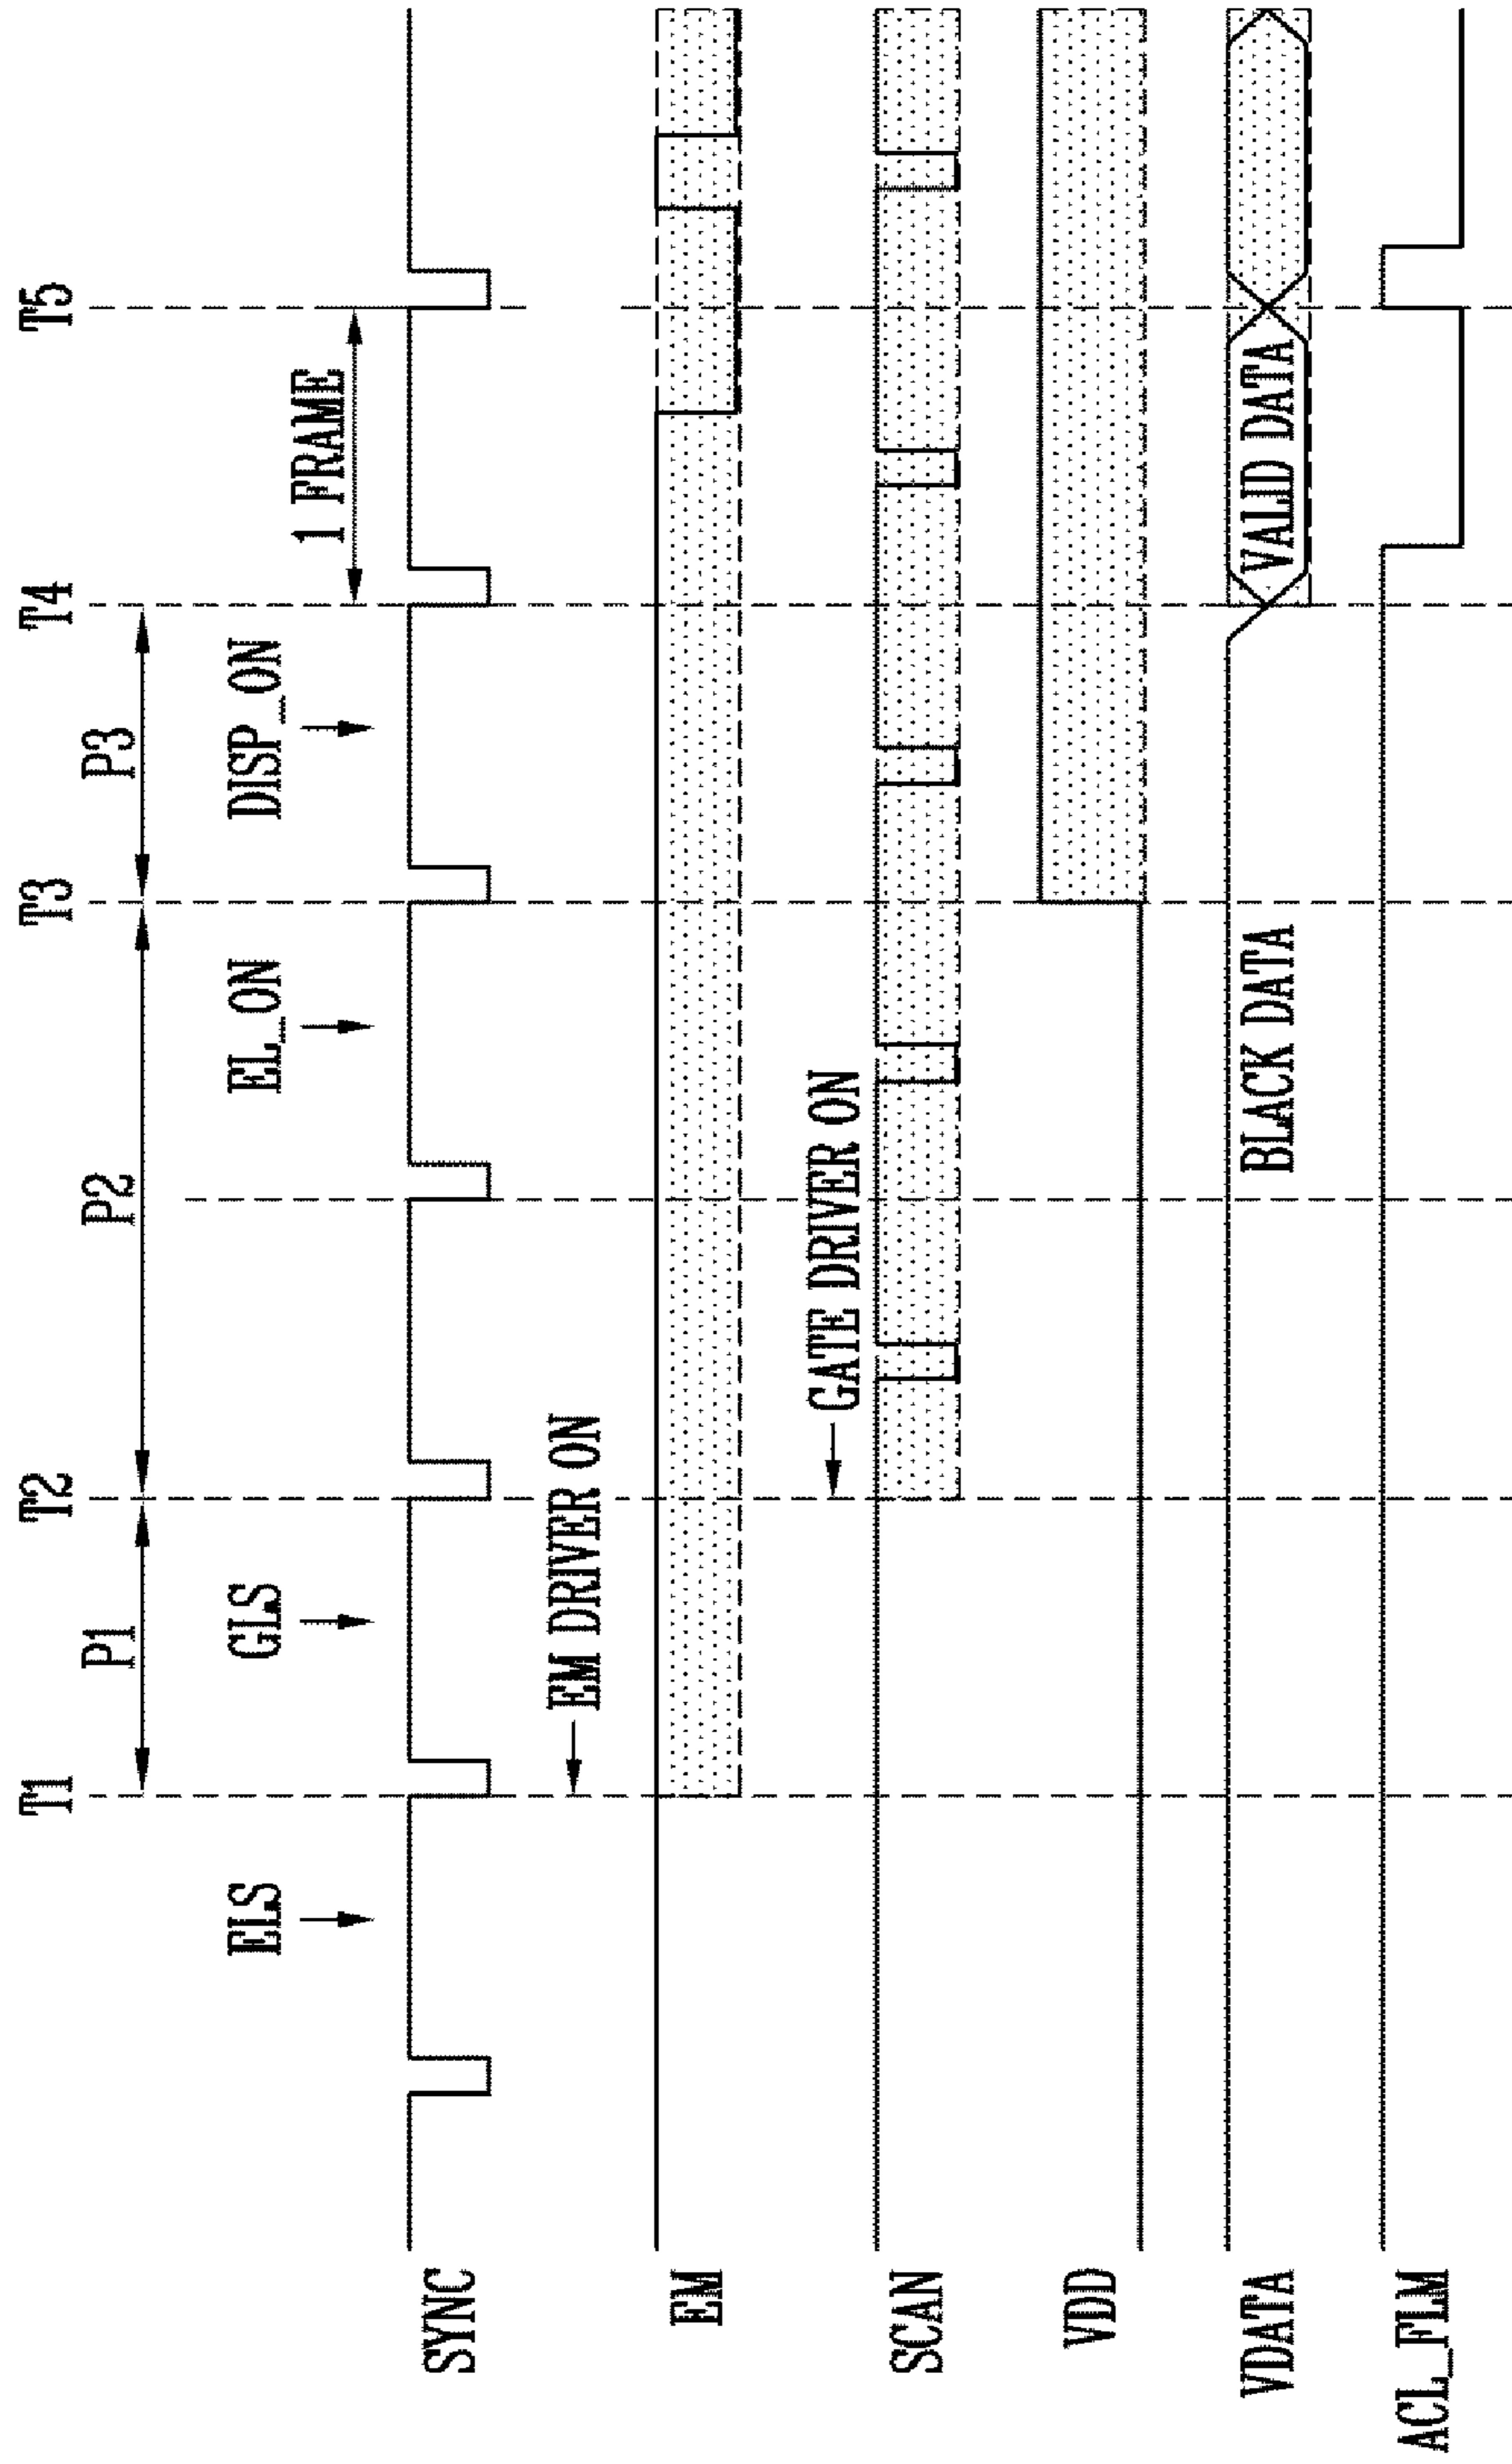 T1
T2
T3
T4
T5
P1
P2
P3
ELS
GLS
EL_ON
DISP_ON
1 FRAME
SYNC
EM DRIVER ON
EM
GATE DRIVER ON
SCAN
VDD
VDATA
BLACK DATA
VALID DATA
ACL_FLM